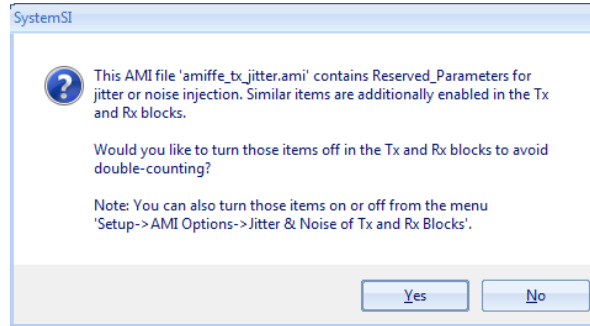 SystemSI
This AMI file 'amiffe_tx_jitter.ami' contains Reserved_Parameters for
jitter or noise injection. Similar items are additionally enabled in the Tx
and Rx blocks.
Would you like to turn those items off in the Tx and Rx blocks to avoid
double-counting?
Note: You can also turn those items on or off from the menu
'Setup->AMI Options->Jitter & Noise of Tx and Rx Blocks'.
Yes
No